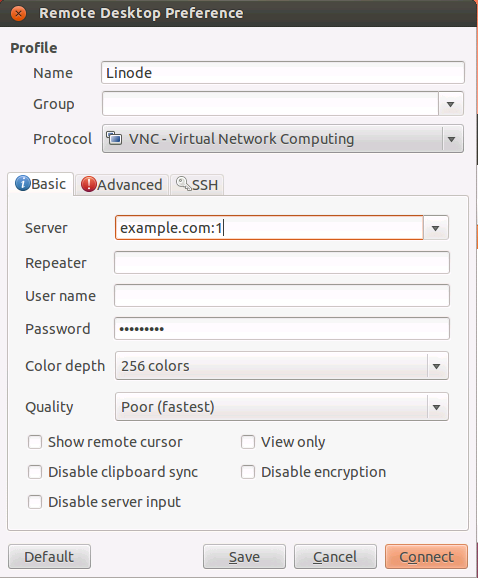 Remote Desktop Preference
Profile
Name Linode
Group
Protocol VNC - Virtual Network Computing
Basic Advanced SSH
Server example.com:1
Repeater
User name
Password •••••••••
Color depth 256 colors
Quality Poor (fastest)
Show remote cursor View only
Disable clipboard sync Disable encryption
Disable server input
Default Save Cancel Connect